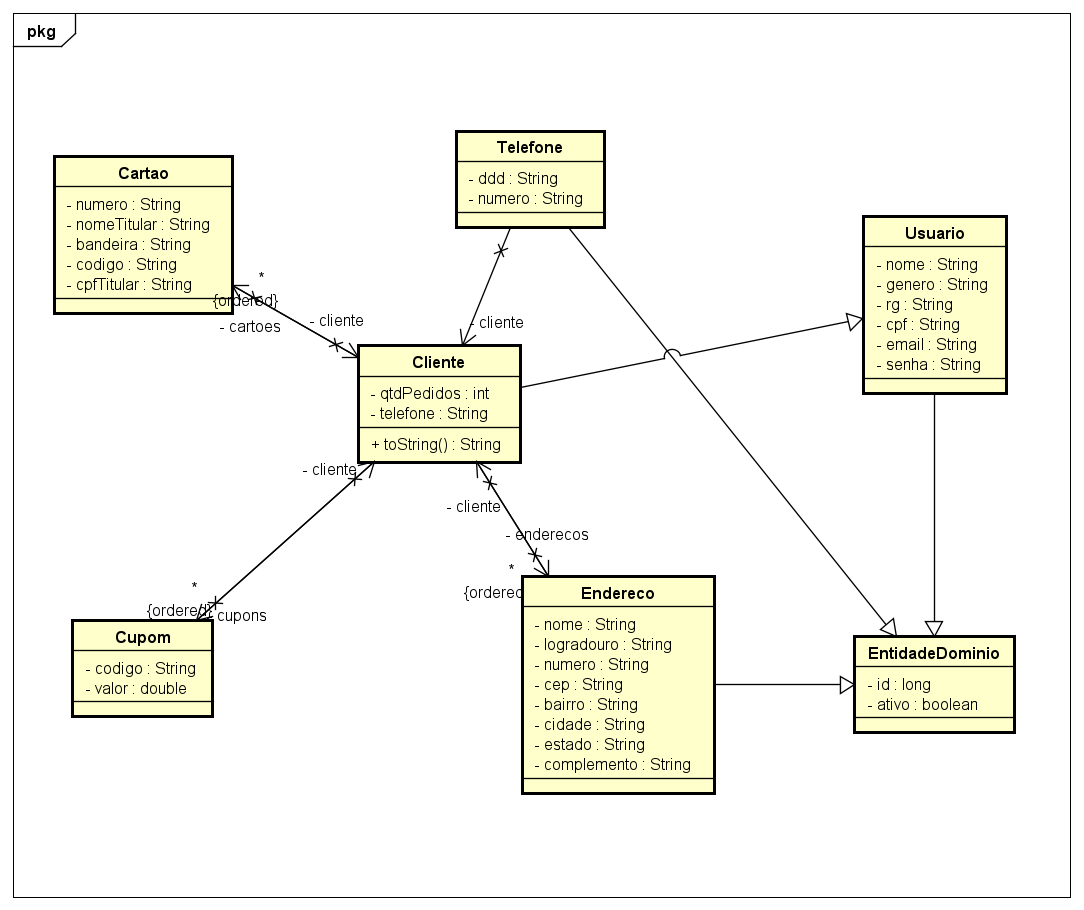 pkg
Cartao
- numero : String
- nomeTitular : String
- bandeira : String
- codigo : String
- cpfTitular : String
*
{ordered}
- cartoes
- cliente
Telefone
- ddd : String
- numero : String
- cliente
Usuario
- nome : String
- genero : String
- rg : String
- cpf : String
- email : String
- senha : String
Cliente
- qtdPedidos : int
- telefone : String
+ toString() : String
- cliente
- cliente
- enderecos
*
{ordered
*
{ordered}
- cupons
Cupom
- codigo : String
- valor : double
Endereco
- nome : String
- logradouro : String
- numero : String
- cep : String
- bairro : String
- cidade : String
- estado : String
- complemento : String
EntidadeDominio
- id : long
- ativo : boolean